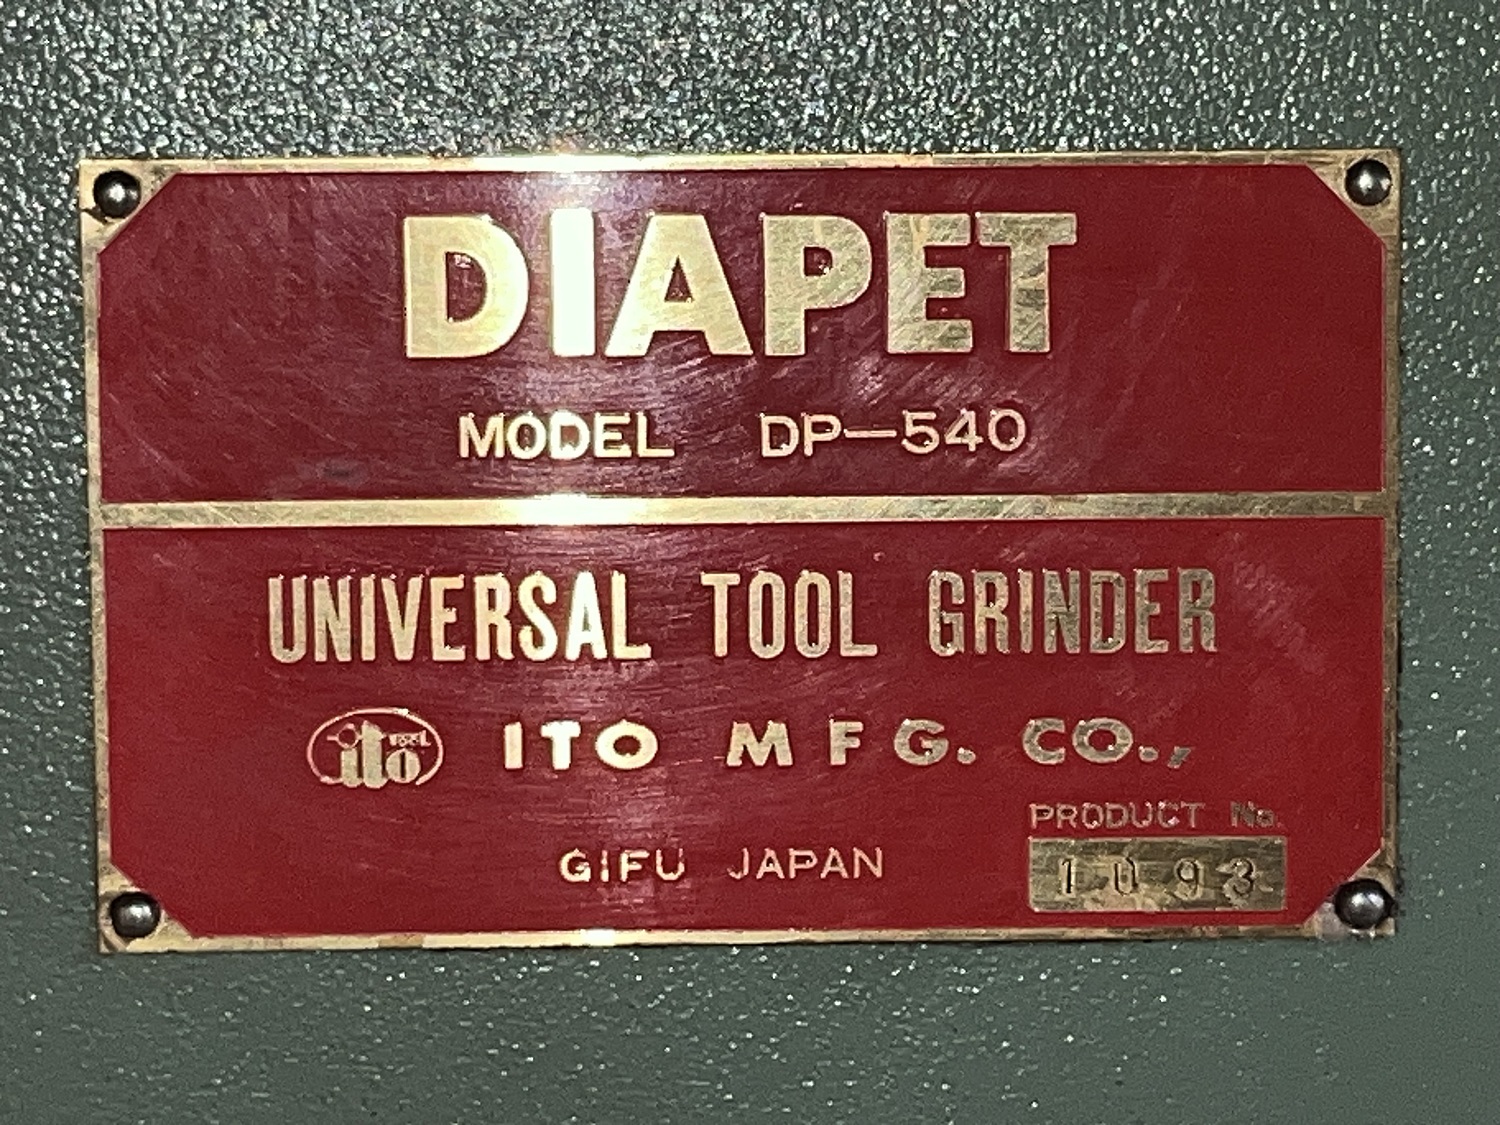 DIAPET
MODEL DP-540
UNIVERSAL TOOL GRINDER
ito ITO MFG. CO.,
PRODUCT No.
GIFU JAPAN 1093